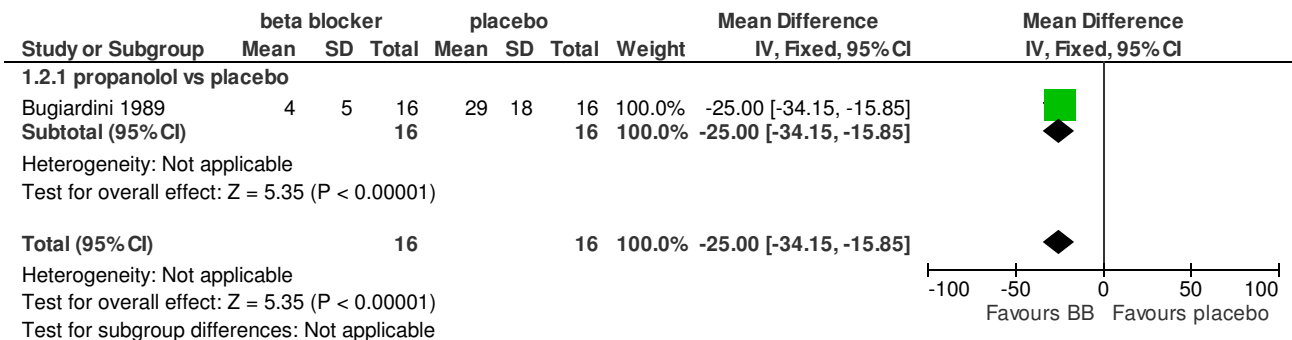 beta blocker placebo Mean Difference Mean Difference
Study or Subgroup Mean SD Total Mean SD Total Weight IV, Fixed, 95% CI IV, Fixed, 95% CI
1.2.1 propanolol vs placebo
Bugiardini 1989 4 5 16 29 18 16 100.0% -25.00 [-34.15, -15.85]
Subtotal (95% CI) 16 16 100.0% -25.00 [-34.15, -15.85]
Heterogeneity: Not applicable
Test for overall effect: Z = 5.35 (P < 0.00001)
Total (95% CI) 16 16 100.0% -25.00 [-34.15, -15.85]
Heterogeneity: Not applicable
Test for overall effect: Z = 5.35 (P < 0.00001)
Test for subgroup differences: Not applicable
-100 -50 0 50 100
Favours BB Favours placebo